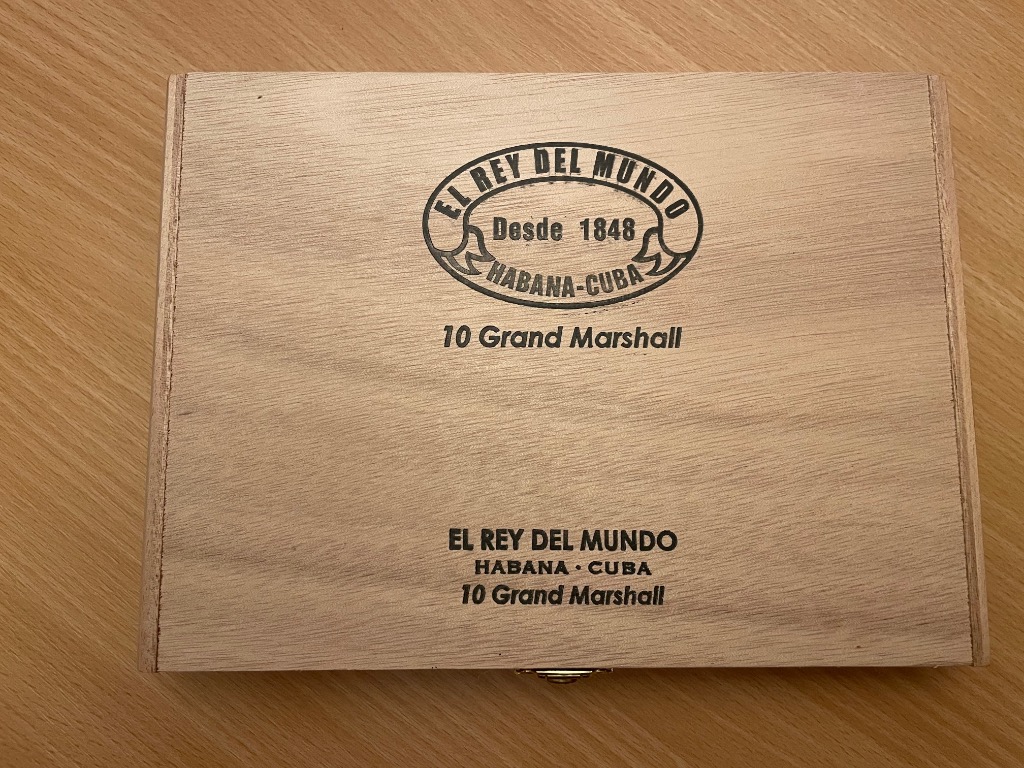 EL REY DEL MUNDO
Desde 1848
HABANA-CUBA
10 Grand Marshall
EL REY DEL MUNDO
HABANA · CUBA
10 Grand Marshall